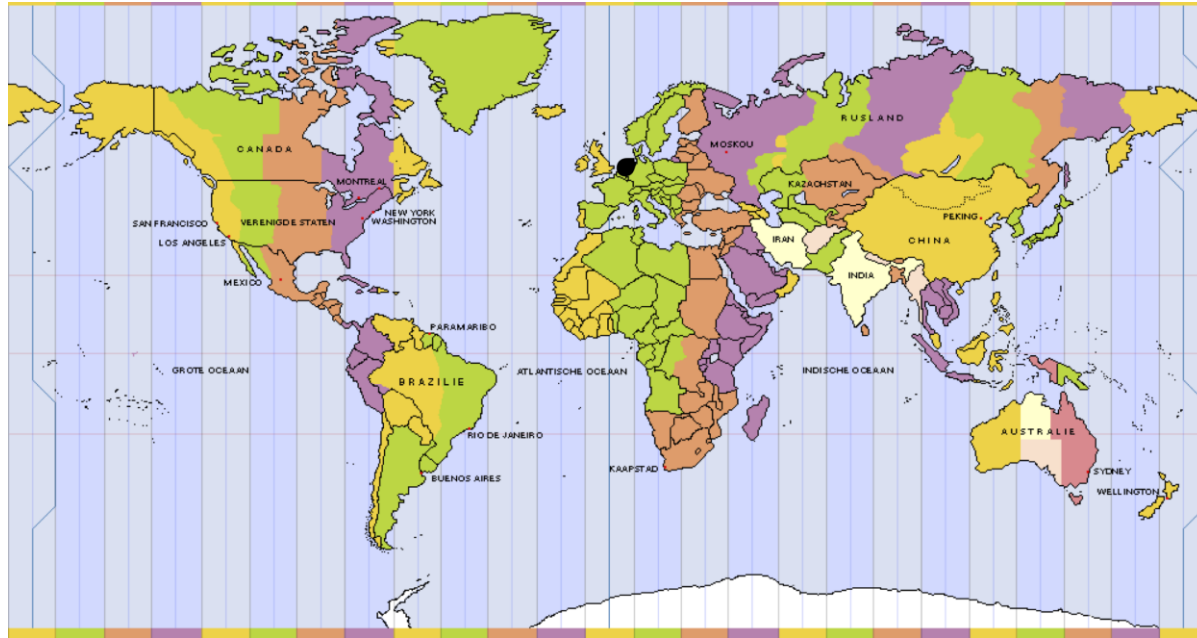 RUSLAND
MOSKOU
CANADA
MONTREAL
KAZACHSTAN
NEW YORK
WASHINGTON
SAN FRANCISCO
VERENIGDE STATEN
PEKING
LOS ANGELES
IRAN
CHINA
MEXICO
INDIA
PARAMARIBO
GROTE OCEAAN
ATLANTISCHE OCEAAN
INDISCHE OCEAAN
BRAZILIE
RIO DE JANEIRO
AUSTRALIE
KAAPSTAD
SYDNEY
BUENOS AIRES
WELLINGTON